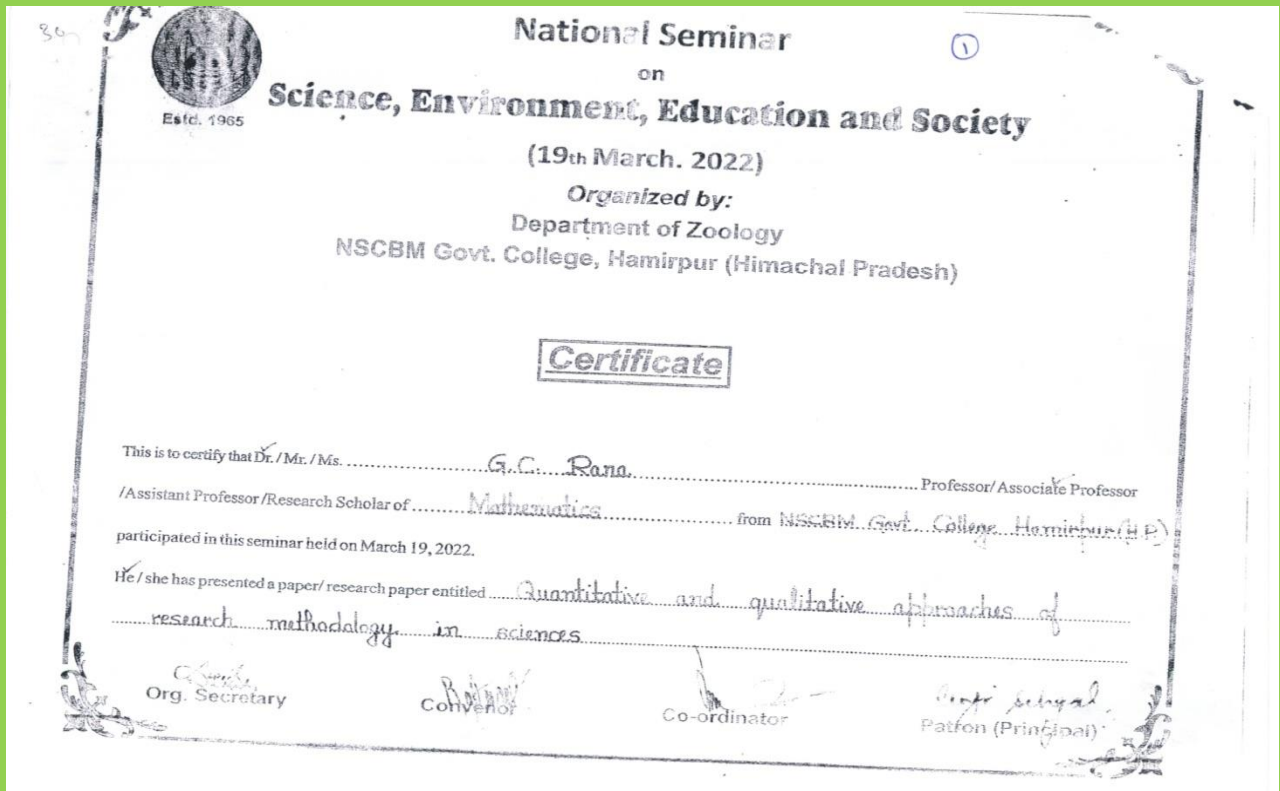 34
National Seminar
①
on
Estd. 1965
Science, Environment, Education and Society
(19th March. 2022)
Organized by:
Department of Zoology
NSCBM Govt. College, Hamirpur (Himachal Pradesh)
Certificate
This is to certify that Dr. / Mr. / Ms. G.C. Rana Professor/ Associate Professor
/Assistant Professor /Research Scholar of Mathematics from NSCBM Govt. College Hamirpur (H.P)
participated in this seminar held on March 19, 2022.
He / she has presented a paper/ research paper entitled Quantitative and qualitative approaches of
research methodalogy in sciences
Sehgal
Org. Secretary Convenor Co-ordinator Patron (Principal)